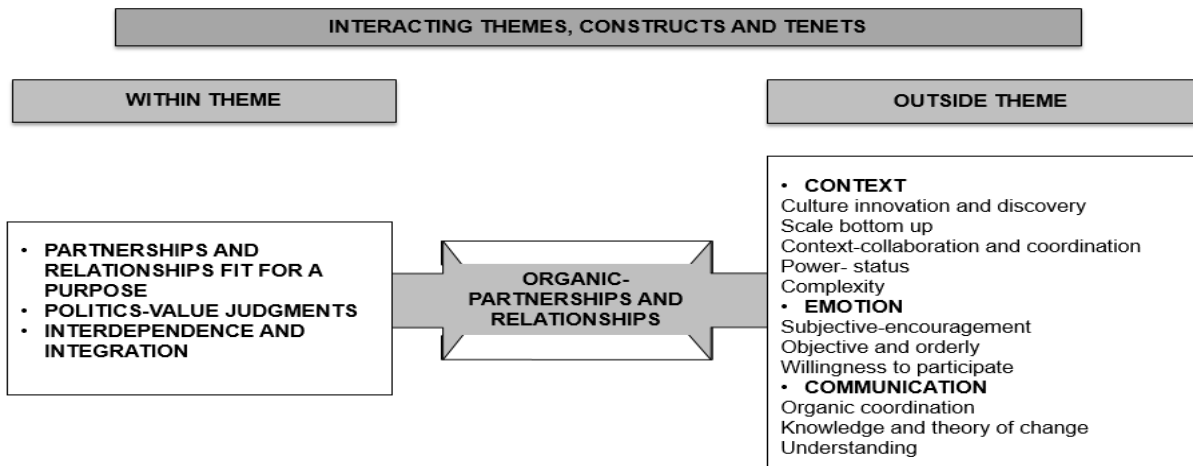 INTERACTING THEMES, CONSTRUCTS AND TENETS
WITHIN THEME
OUTSIDE THEME
• PARTNERSHIPS AND
RELATIONSHIPS FIT FOR A
PURPOSE
• POLITICS-VALUE JUDGMENTS
• INTERDEPENDENCE AND
INTEGRATION
ORGANIC-
PARTNERSHIPS AND
RELATIONSHIPS
• CONTEXT
Culture innovation and discovery
Scale bottom up
Context-collaboration and coordination
Power- status
Complexity
• EMOTION
Subjective-encouragement
Objective and orderly
Willingness to participate
• COMMUNICATION
Organic coordination
Knowledge and theory of change
Understanding